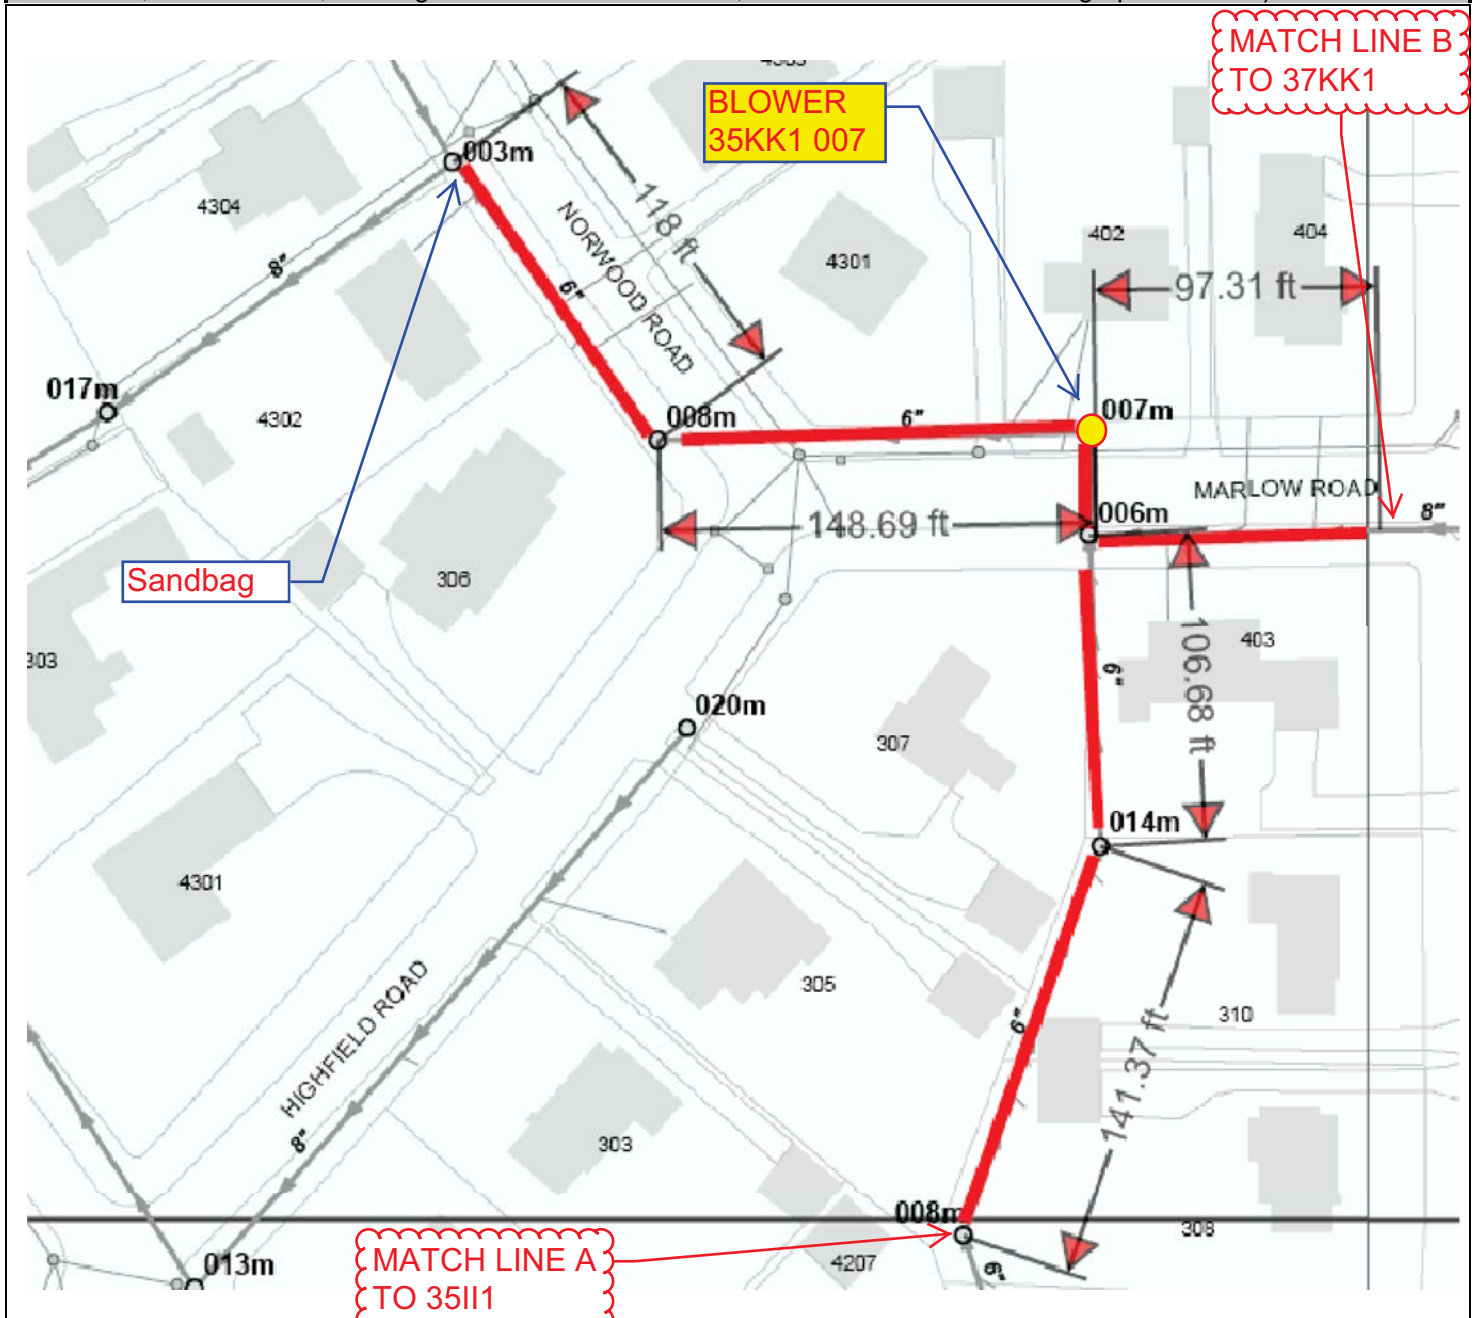 MATCH LINE B
TO 37KK1
BLOWER
35KK1 007
003m
4304
118 ft
NORWOOD ROAD
4301
402
404
97.31 ft
8"
6"
017m
4302
008m
6"
007m
MARLOW ROAD
8"
148.69 ft
006m
Sandbag
306
303
6"
106.68 ft
403
020m
307
014m
4301
305
310
HIGHFIELD ROAD
6"
141.37 ft
8"
303
008m
308
013m
MATCH LINE A
TO 35II1
4207
6"